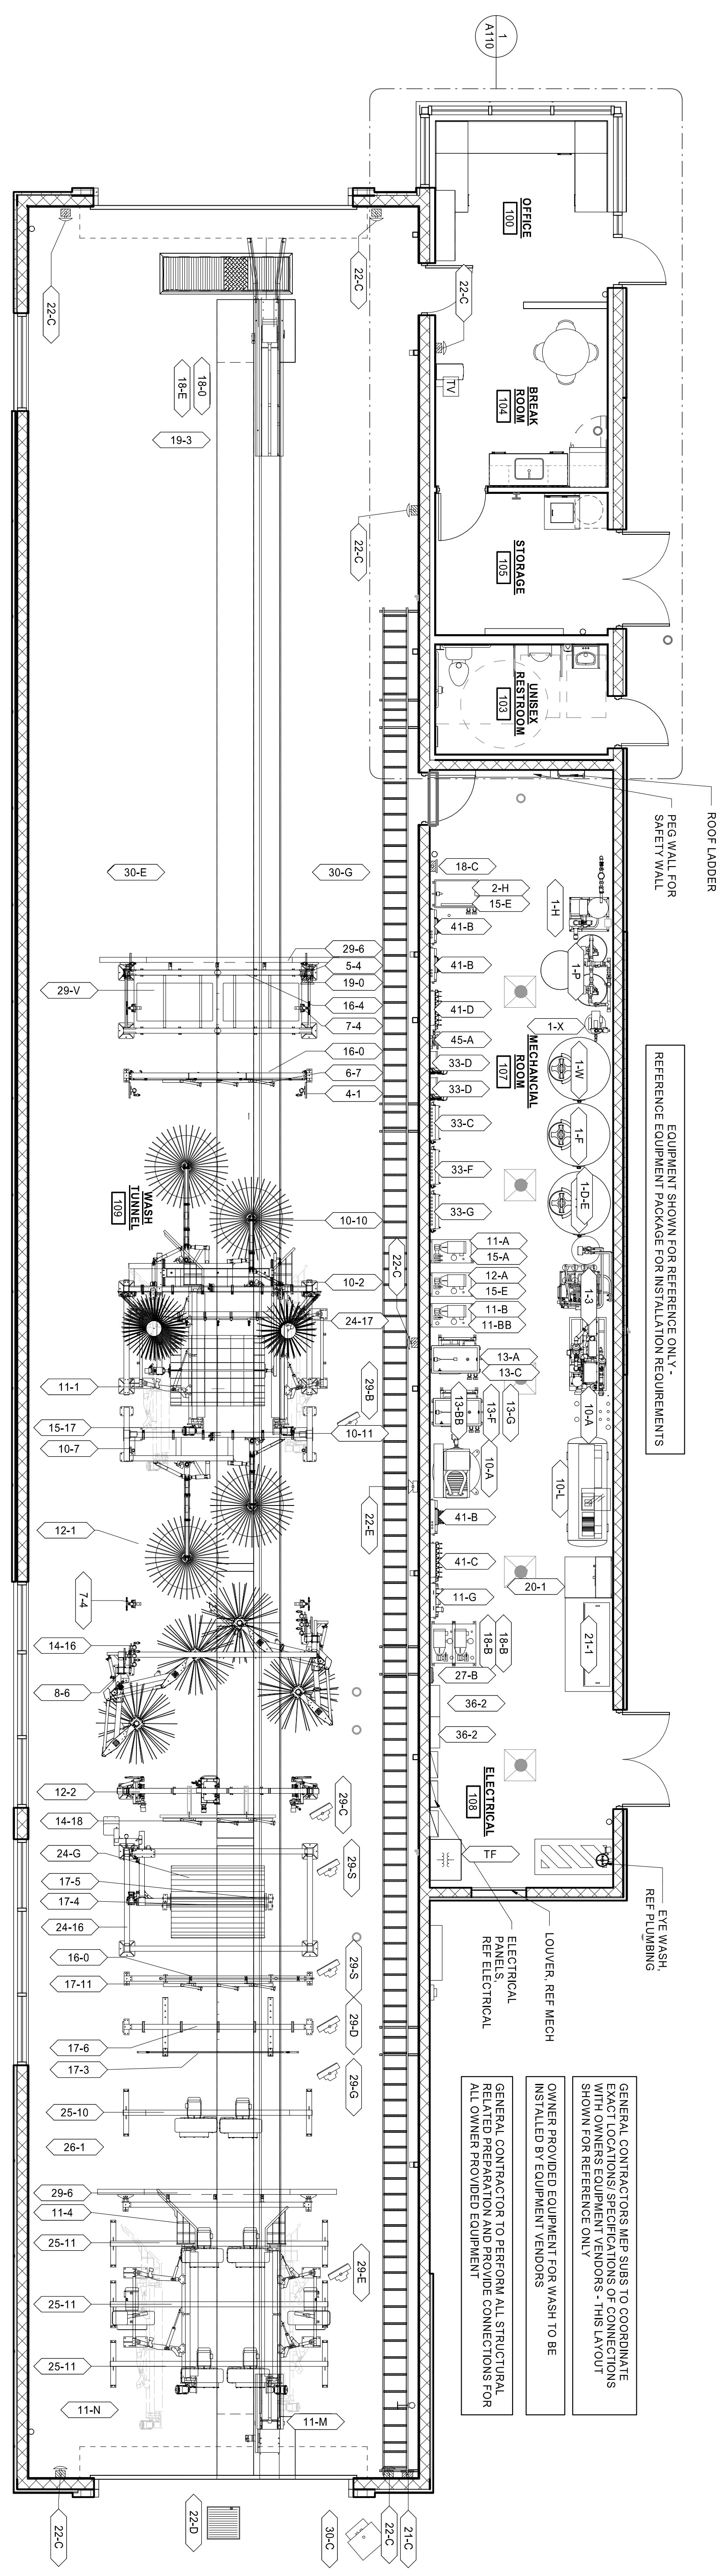 1
A110
OFFICE
100
22-C
22-C
22-C
18-E
18-0
19-3
TV
BREAK
ROOM
104
22-C
STORAGE
105
UNISEX
RESTROOM
103
ROOF LADDER
PEG WALL FOR
SAFETY WALL
30-E
30-G
18-C
2-H
15-E
1-H
41-B
29-6
5-4
41-B
1-P
29-V
19-0
16-4
7-4
41-D
1-X
45-A
MECHANCIAL
ROOM
107
16-0
6-7
4-1
33-D
33-D
1-W
33-C
1-F
33-F
1-D-E
33-G
EQUIPMENT SHOWN FOR REFERENCE ONLY -
REFERENCE EQUIPMENT PACKAGE FOR INSTALLATION REQUIREMENTS
WASH
TUNNEL
109
10-10
11-A
15-A
22-C
10-2
12-A
15-E
1-3
24-17
11-B
11-BB
11-1
29-B
13-A
13-C
15-17
10-11
13-BB
13-F
13-G
10-A
10-7
10-A
10-L
12-1
22-E
41-B
41-C
7-4
11-G
20-1
14-16
18-B
18-B
21-1
8-6
27-B
36-2
36-2
12-2
29-C
ELECTRICAL
108
14-18
24-G
29-S
TF
17-5
17-4
24-16
EYE WASH,
REF PLUMBING
16-0
29-S
LOUVER, REF MECH
17-11
ELECTRICAL
PANELS,
REF ELECTRICAL
29-D
17-6
17-3
29-G
25-10
26-1
GENERAL CONTRACTORS MEP SUBS TO COORDINATE
EXACT LOCATIONS/ SPECIFICATIONS OF CONNECTIONS
WITH OWNERS EQUIPMENT VENDORS - THIS LAYOUT
SHOWN FOR REFERENCE ONLY
OWNER PROVIDED EQUIPMENT FOR WASH TO BE
INSTALLED BY EQUIPMENT VENDORS
GENERAL CONTRACTOR TO PERFORM ALL STRUCTURAL
RELATED PREPARATION AND PROVIDE CONNECTIONS FOR
ALL OWNER PROVIDED EQUIPMENT
29-6
11-4
25-11
29-E
25-11
25-11
11-N
11-M
22-C
22-D
30-C
22-C
21-C